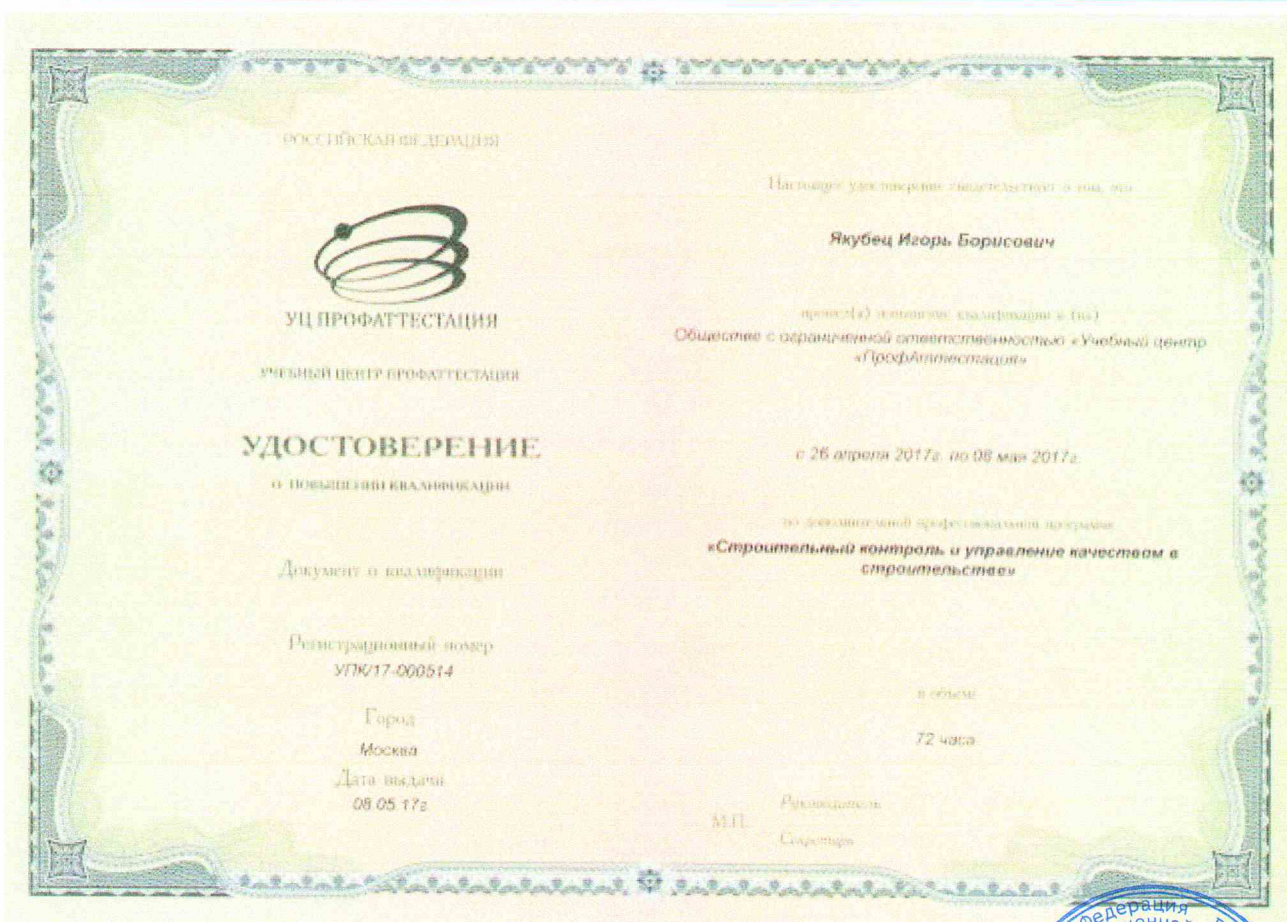 РОССИЙСКАЯ ФЕДЕРАЦИЯ
УЦ ПРОФАТТЕСТАЦИЯ
УЧЕБНЫЙ ЦЕНТР ПРОФАТТЕСТАЦИЯ
УДОСТОВЕРЕНИЕ
О ПОВЫШЕНИИ КВАЛИФИКАЦИИ
Документ о квалификации
Регистрационный номер
УПК/17-000514
Город
Москва
Дата выдачи
08.05.17г.
Настоящее удостоверение свидетельствует о том, что
Якубец Игорь Борисович
прошел(а) повышение квалификации в (на)
Обществе с ограниченной ответственностью «Учебный центр
«ПрофАттестация»
с 26 апреля 2017г. по 08 мая 2017г.
по дополнительной профессиональной программе
«Строительный контроль и управление качеством в
строительстве»
в объеме
72 часа
М.П.
Руководитель
Секретарь
Федерация